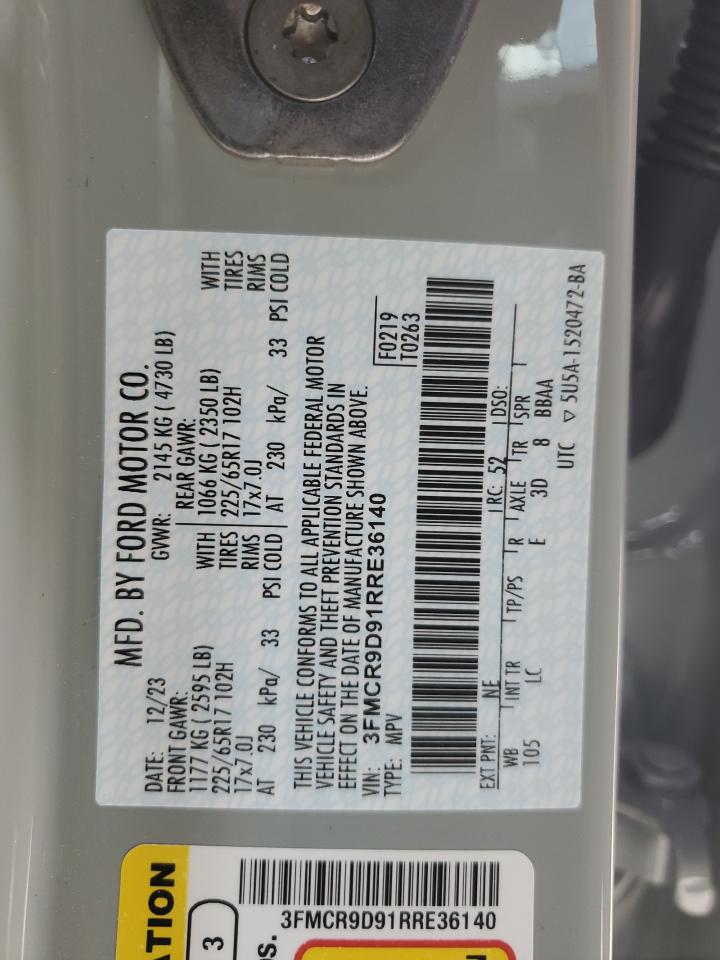 MFD. BY FORD MOTOR CO.
DATE: 12/23 GVWR: 2145 KG ( 4730 LB)
FRONT GAWR: REAR GAWR:
1177 KG ( 2595 LB) WITH 1066 KG ( 2350 LB) WITH
225/65R17 102H TIRES 225/65R17 102H TIRES
17x7.0J RIMS 17x7.0J RIMS
AT 230 kPa/ 33 PSI COLD AT 230 kPa/ 33 PSI COLD
THIS VEHICLE CONFORMS TO ALL APPLICABLE FEDERAL MOTOR
VEHICLE SAFETY AND THEFT PREVENTION STANDARDS IN
EFFECT ON THE DATE OF MANUFACTURE SHOWN ABOVE.
VIN: 3FMCR9D91RRE36140 F0219
TYPE: MPV T0263
EXT PNT: NE RC: 52 DSO:
WB INT TR TP/PS R AXLE TR SPR
105 LC E 3D 8 BBAA
UTC ▽ 5U5A-1520472-BA
ATION
3
os.
3FMCR9D91RRE36140